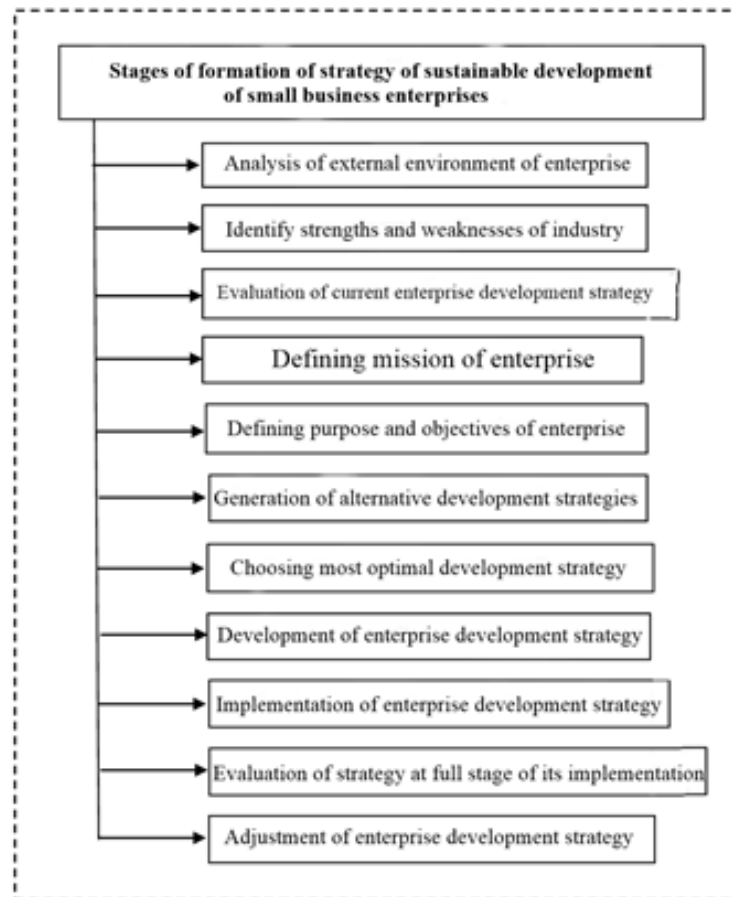 Stages of formation of strategy of sustainable development
of small business enterprises
Analysis of external environment of enterprise
Identify strengths and weaknesses of industry
Evaluation of current enterprise development strategy
Defining mission of enterprise
Defining purpose and objectives of enterprise
Generation of alternative development strategies
Choosing most optimal development strategy
Development of enterprise development strategy
Implementation of enterprise development strategy
Evaluation of strategy at full stage of its implementation
Adjustment of enterprise development strategy